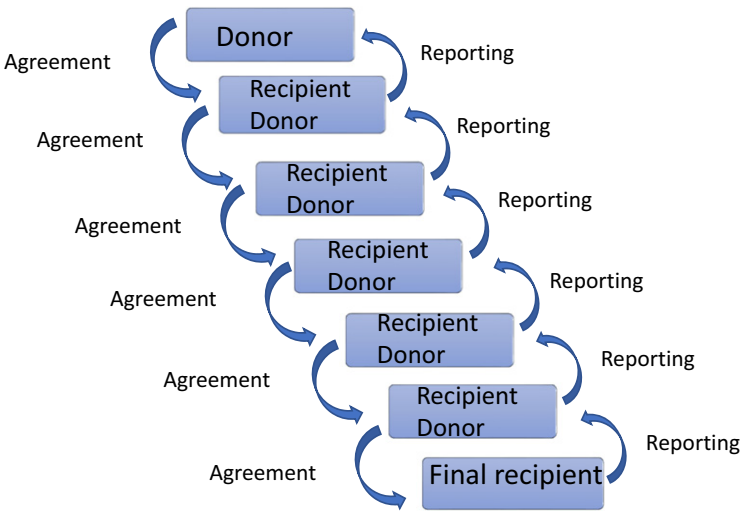 Donor
Reporting
Agreement
Recipient
Donor
Reporting
Agreement
Recipient
Donor
Reporting
Agreement
Recipient
Donor
Reporting
Agreement
Recipient
Donor
Reporting
Agreement
Recipient
Donor
Reporting
Agreement
Final recipient